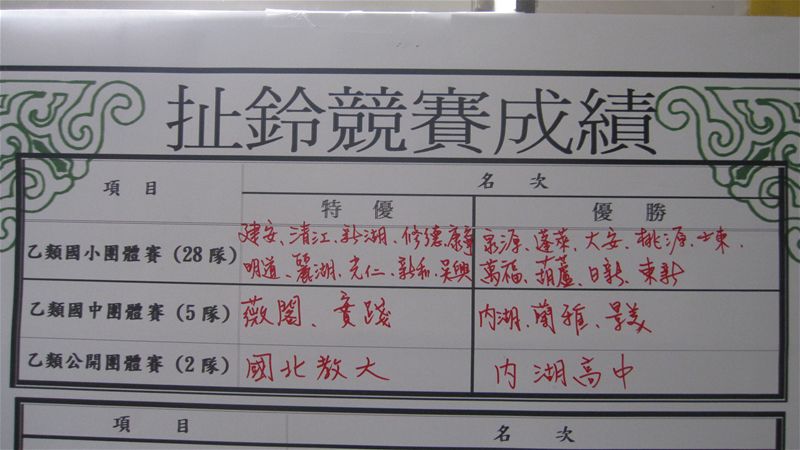 扯鈴競賽成績
項 目
名 次
特 優
優 勝
乙類國小團體賽 (28隊)
建安、清江、新湖、修德、康寧
明道、麗湖、光仁、新和、吳興
泉源、蓬萊、大安、桃源、士東、
萬福、葫蘆、日新、東新
乙類國中團體賽 (5隊)
薇閣、實踐
內湖、蘭雅、景美
乙類公開團體賽 (2隊)
國北教大
內湖高中
項 目
名 次